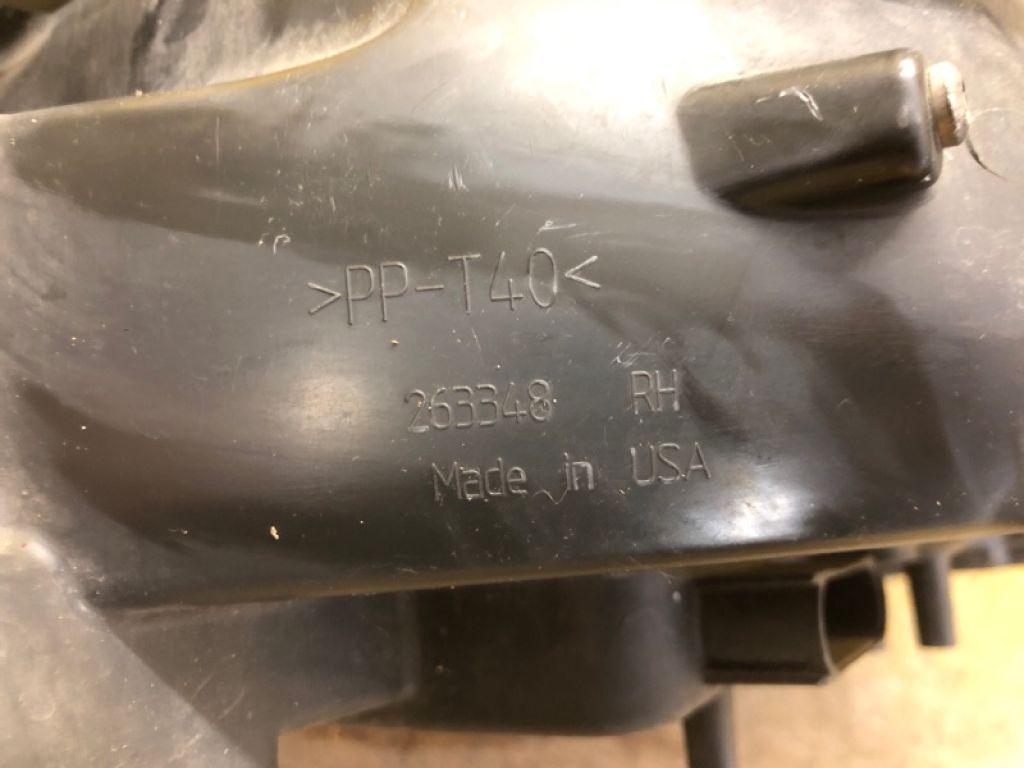 >PP-T40<
263348 RH
Made in USA